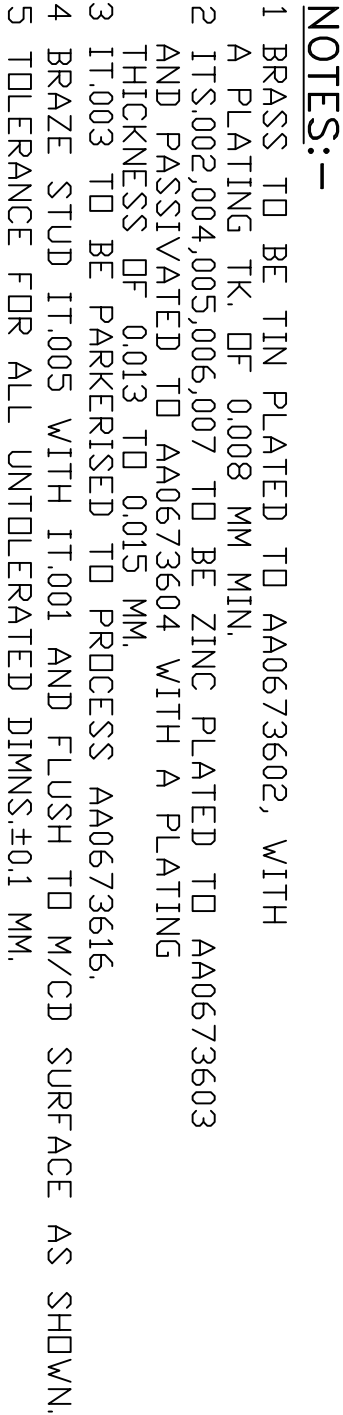 NOTES:-
1 BRASS TO BE TIN PLATED TO AA0673602, WITH
A PLATING TK. OF 0.008 MM MIN.
2 ITS.002,004,005,006,007 TO BE ZINC PLATED TO AA0673603
AND PASSIVATED TO AA0673604 WITH A PLATING
THICKNESS OF 0.013 TO 0.015 MM.
3 IT.003 TO BE PARKERISED TO PROCESS AA0673616.
4 BRAZE STUD IT.005 WITH IT.001 AND FLUSH TO M/CD SURFACE AS SHOWN.
5 TOLERANCE FOR ALL UNTOLERATED DIMNS.±0.1 MM.